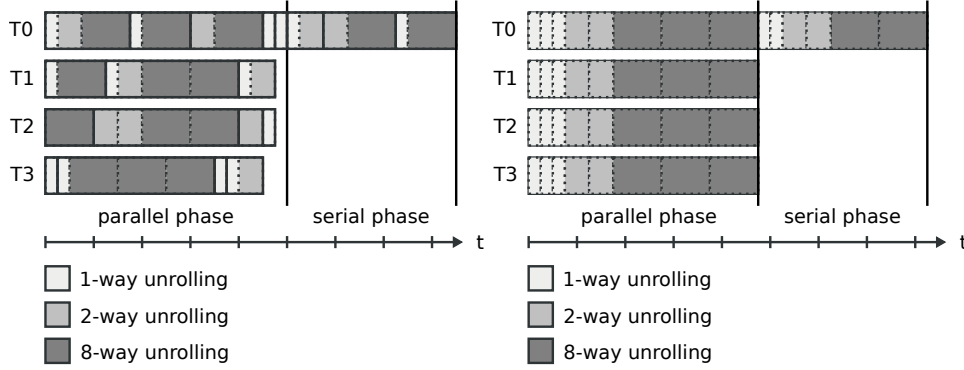 T0
T1
T2
T3
parallel phase
serial phase
t
1-way unrolling
2-way unrolling
8-way unrolling
T0
T1
T2
T3
parallel phase
serial phase
t
1-way unrolling
2-way unrolling
8-way unrolling